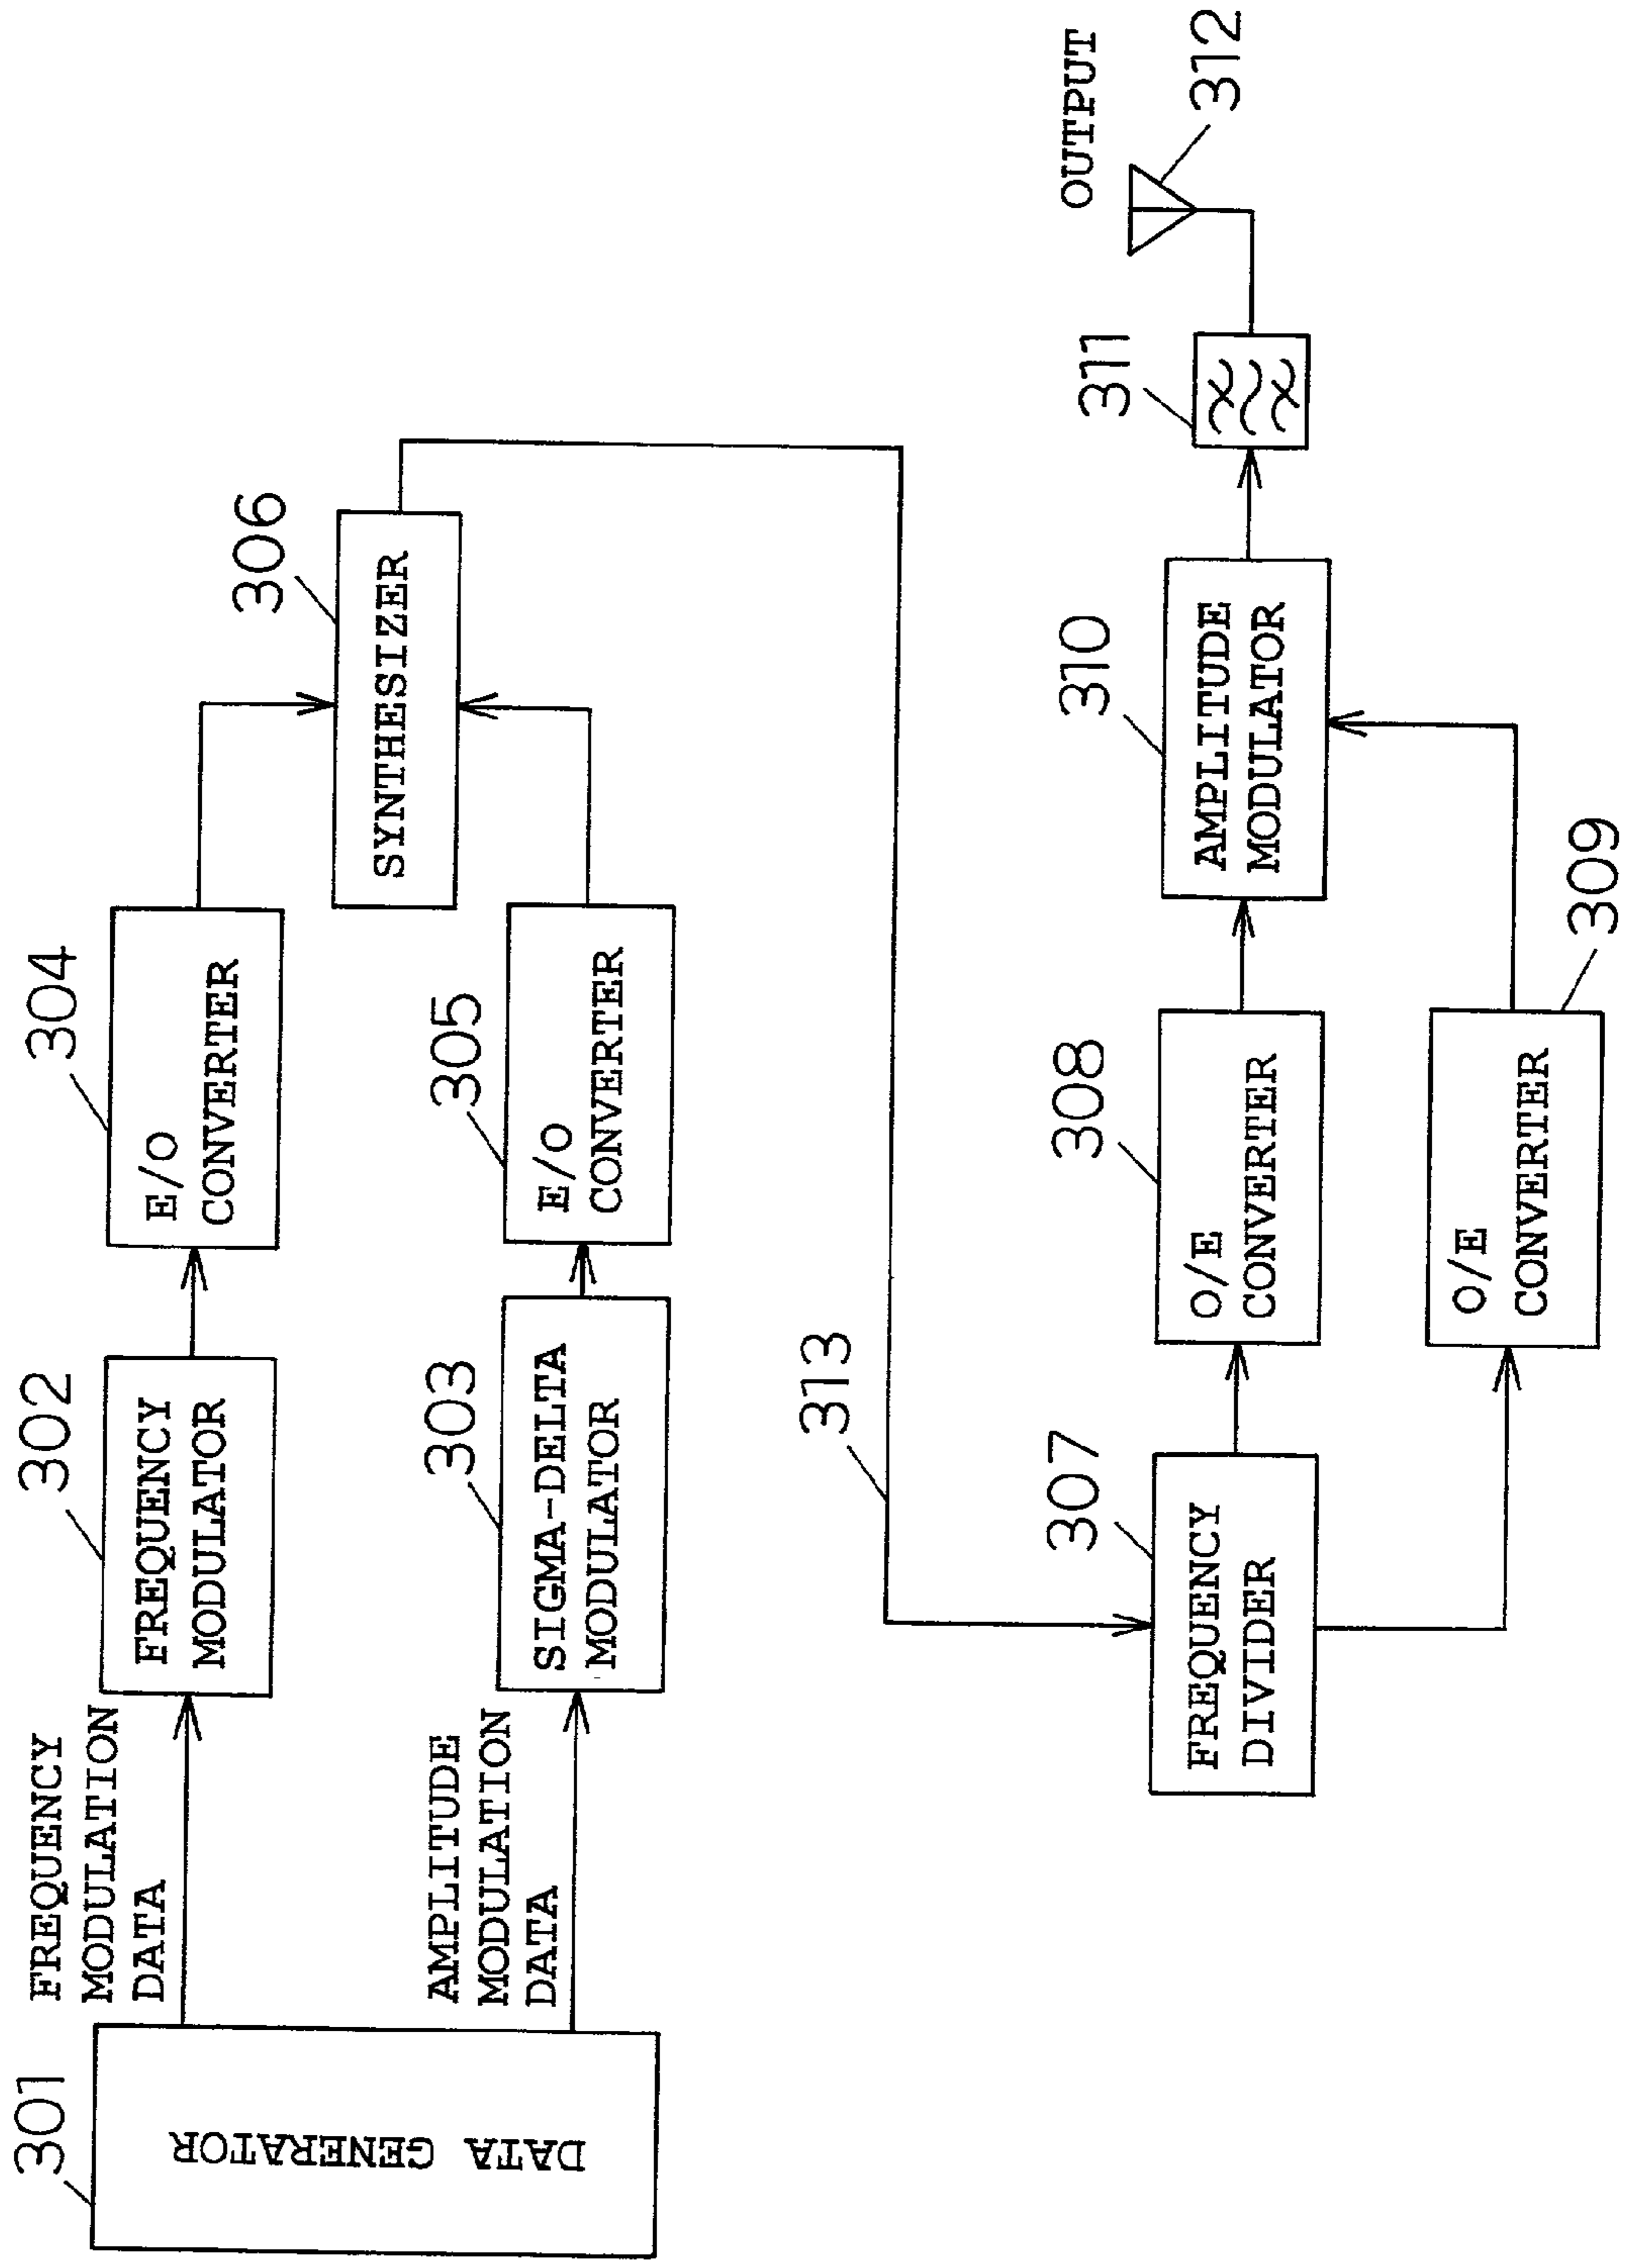 301
DATA GENERATOR
FREQUENCY
MODULATION
DATA
AMPLITUDE
MODULATION
DATA
302
FREQUENCY
MODULATOR
303
SIGMA-DELTA
MODULATOR
304
E/O
CONVERTER
305
E/O
CONVERTER
306
SYNTHESIZER
313
307
FREQUENCY
DIVIDER
308
O/E
CONVERTER
O/E
CONVERTER
309
310
AMPLITUDE
MODULATOR
311
OUTPUT
312